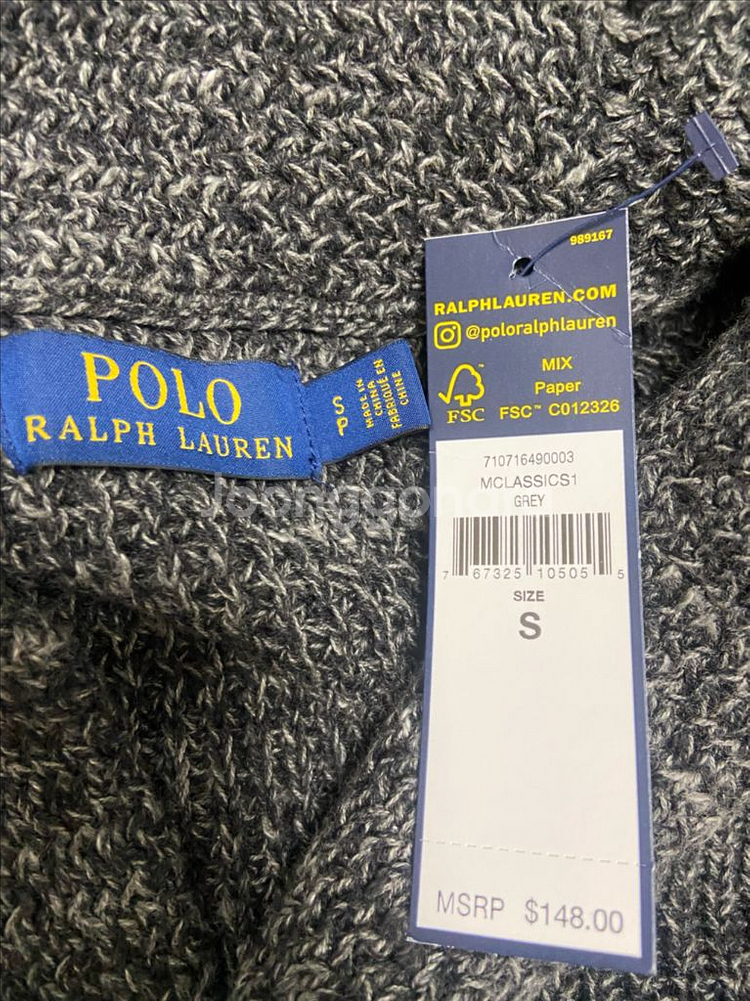 POLO
RALPH LAUREN
S
P
MADE IN
CHINA
FABRIQUÉ EN
CHINE
989167
RALPHLAUREN.COM
@poloralphlauren
MIX
Paper
FSC
FSC™ C012326
710716490003
MCLASSICS1
GREY
7 67325 10505 5
SIZE
S
MSRP $148.00